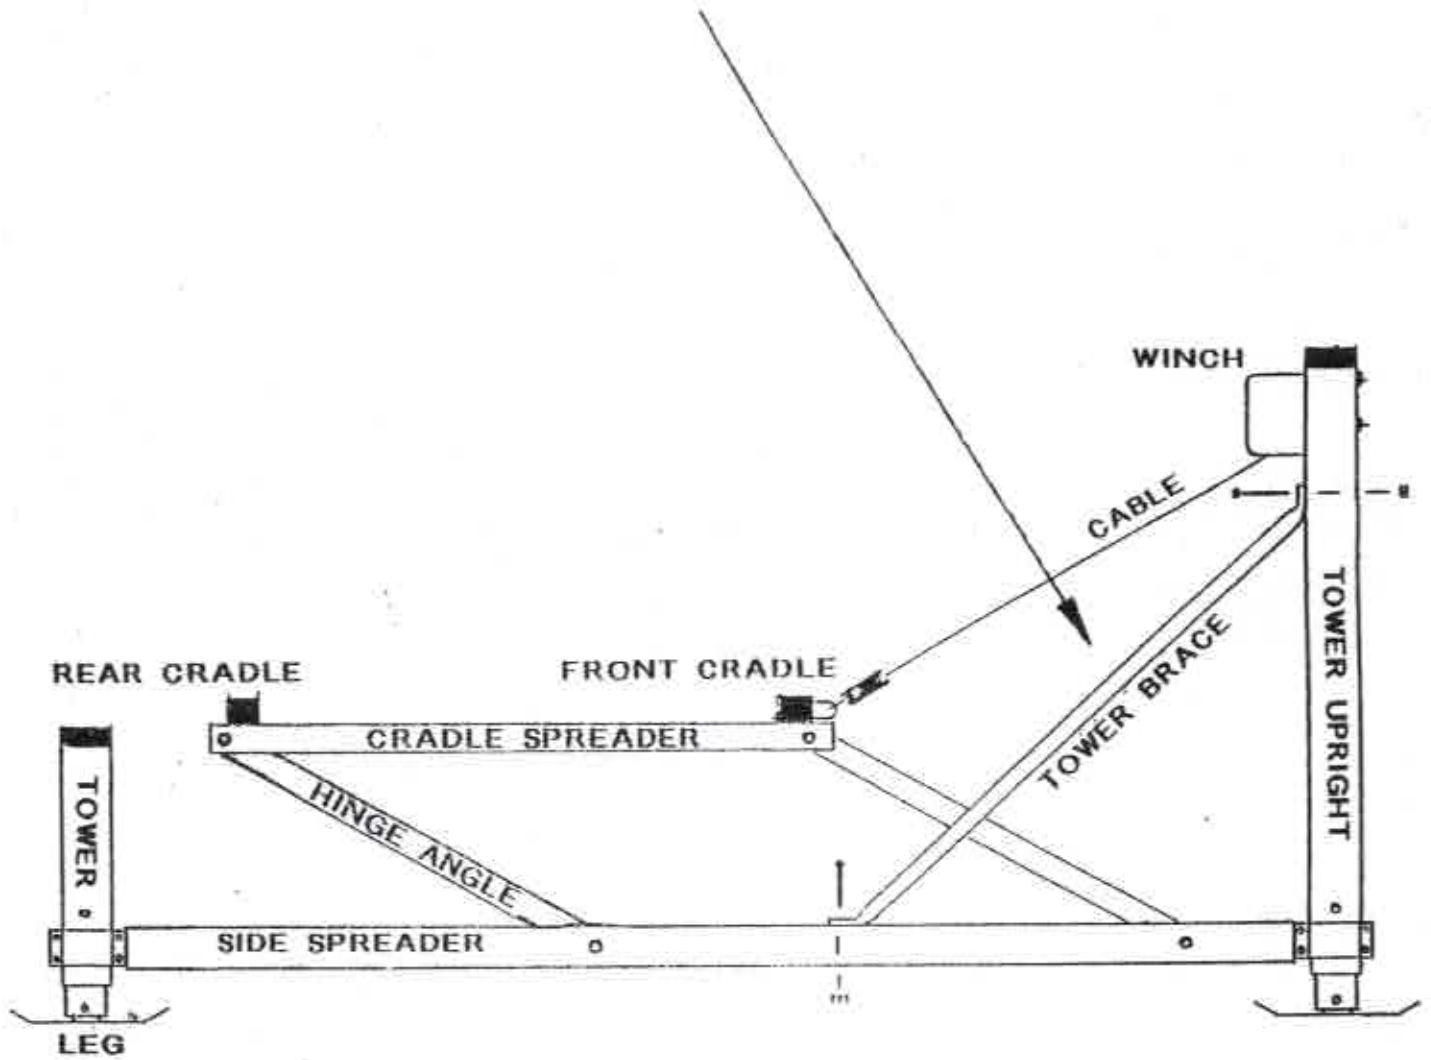 WINCH
CABLE
TOWER UPRIGHT
TOWER BRACE
REAR CRADLE
FRONT CRADLE
CRADLE SPREADER
TOWER
HINGE ANGLE
SIDE SPREADER
LEG